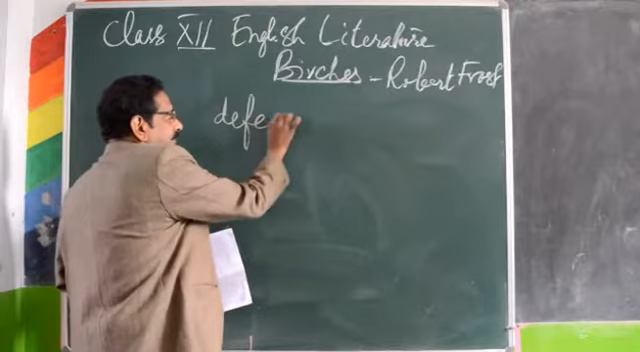 Class XII English Literature
Birches - Robert Frost
defe